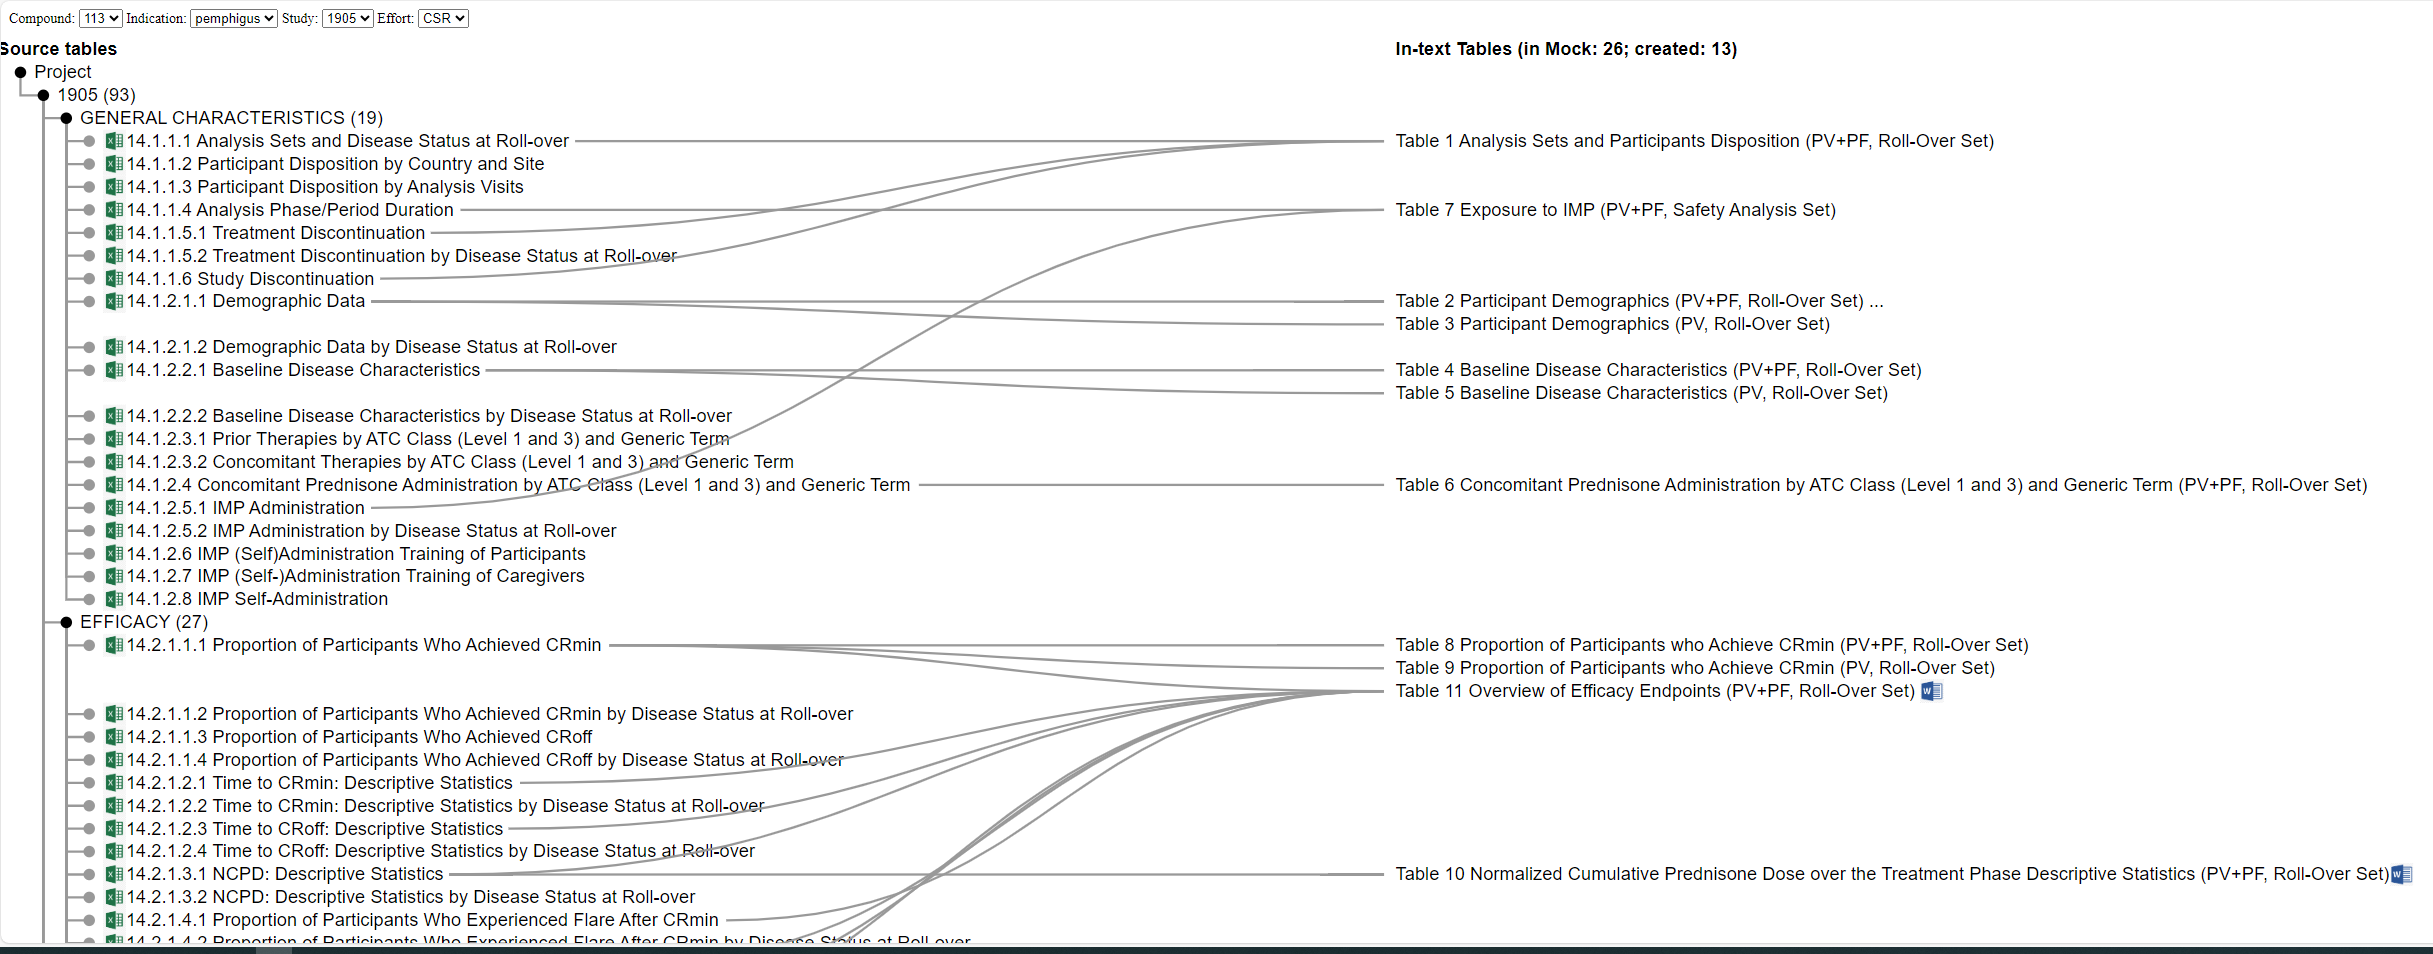 Compound: 113 Indication: pemphigus Study: 1905 Effort: CSR
Source tables
In-text Tables (in Mock: 26; created: 13)
Project
1905 (93)
GENERAL CHARACTERISTICS (19)
14.1.1.1 Analysis Sets and Disease Status at Roll-over
Table 1 Analysis Sets and Participants Disposition (PV+PF, Roll-Over Set)
14.1.1.2 Participant Disposition by Country and Site
14.1.1.3 Participant Disposition by Analysis Visits
14.1.1.4 Analysis Phase/Period Duration
Table 7 Exposure to IMP (PV+PF, Safety Analysis Set)
14.1.1.5.1 Treatment Discontinuation
14.1.1.5.2 Treatment Discontinuation by Disease Status at Roll-over
14.1.1.6 Study Discontinuation
14.1.2.1.1 Demographic Data
Table 2 Participant Demographics (PV+PF, Roll-Over Set) ...
Table 3 Participant Demographics (PV, Roll-Over Set)
14.1.2.1.2 Demographic Data by Disease Status at Roll-over
14.1.2.2.1 Baseline Disease Characteristics
Table 4 Baseline Disease Characteristics (PV+PF, Roll-Over Set)
Table 5 Baseline Disease Characteristics (PV, Roll-Over Set)
14.1.2.2.2 Baseline Disease Characteristics by Disease Status at Roll-over
14.1.2.3.1 Prior Therapies by ATC Class (Level 1 and 3) and Generic Term
14.1.2.3.2 Concomitant Therapies by ATC Class (Level 1 and 3) and Generic Term
14.1.2.4 Concomitant Prednisone Administration by ATC Class (Level 1 and 3) and Generic Term
Table 6 Concomitant Prednisone Administration by ATC Class (Level 1 and 3) and Generic Term (PV+PF, Roll-Over Set)
14.1.2.5.1 IMP Administration
14.1.2.5.2 IMP Administration by Disease Status at Roll-over
14.1.2.6 IMP (Self)Administration Training of Participants
14.1.2.7 IMP (Self-)Administration Training of Caregivers
14.1.2.8 IMP Self-Administration
EFFICACY (27)
14.2.1.1.1 Proportion of Participants Who Achieved CRmin
Table 8 Proportion of Participants who Achieve CRmin (PV+PF, Roll-Over Set)
Table 9 Proportion of Participants who Achieve CRmin (PV, Roll-Over Set)
Table 11 Overview of Efficacy Endpoints (PV+PF, Roll-Over Set)
14.2.1.1.2 Proportion of Participants Who Achieved CRmin by Disease Status at Roll-over
14.2.1.1.3 Proportion of Participants Who Achieved CRoff
14.2.1.1.4 Proportion of Participants Who Achieved CRoff by Disease Status at Roll-over
14.2.1.2.1 Time to CRmin: Descriptive Statistics
14.2.1.2.2 Time to CRmin: Descriptive Statistics by Disease Status at Roll-over
14.2.1.2.3 Time to CRoff: Descriptive Statistics
14.2.1.2.4 Time to CRoff: Descriptive Statistics by Disease Status at Roll-over
14.2.1.3.1 NCPD: Descriptive Statistics
Table 10 Normalized Cumulative Prednisone Dose over the Treatment Phase Descriptive Statistics (PV+PF, Roll-Over Set)
14.2.1.3.2 NCPD: Descriptive Statistics by Disease Status at Roll-over
14.2.1.4.1 Proportion of Participants Who Experienced Flare After CRmin
14.2.1.4.2 Proportion of Participants Who Experienced Flare After CRmin by Disease Status at Roll-over